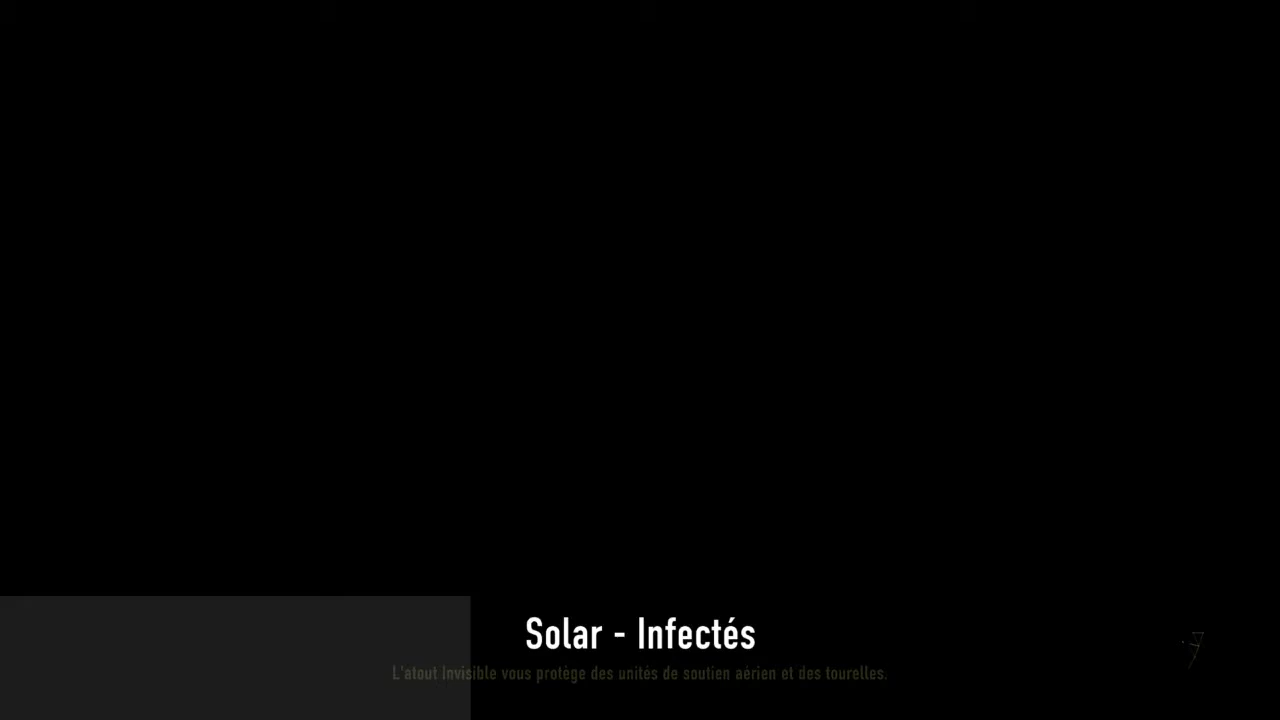 Solar - Infectés
L'atout Invisible vous protège des unités de soutien aérien et des tourelles.